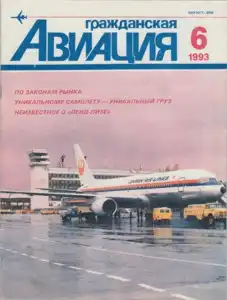 ГРАЖДАНСКАЯ
АВИАЦИЯ
6
1993
ПО ЗАКОНАМ РЫНКА
УНИКАЛЬНОМУ САМОЛЕТУ — УНИКАЛЬНЫЙ ГРУЗ
НЕИЗВЕСТНОЕ О «ЛЕНД-ЛИЗЕ»